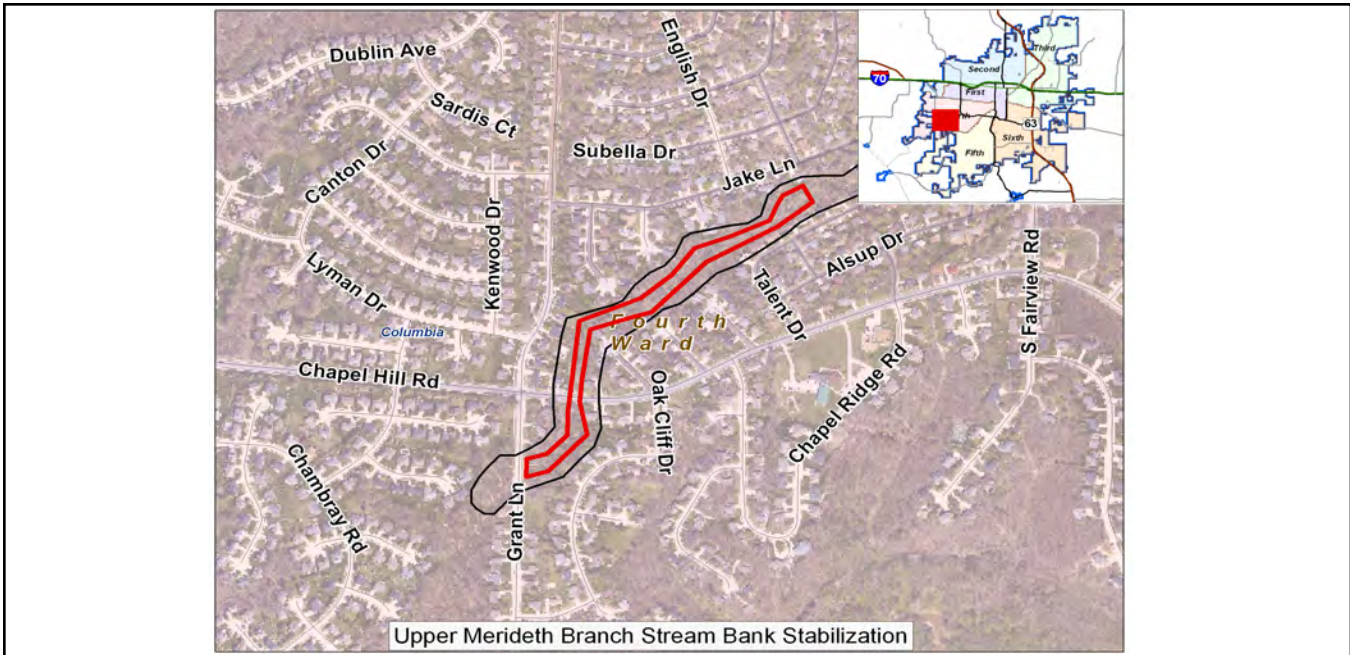 Dublin Ave
English Dr
Sardis Ct
Subella Dr
Canton Dr
Jake Ln
Kenwood Dr
Lyman Dr
Alsup Dr
Talent Dr
S Fairview Rd
Columbia
Fourth
Ward
Chapel Hill Rd
Oak Cliff Dr
Chapel Ridge Rd
Chambray Rd
Grant Ln
Upper Merideth Branch Stream Bank Stabilization
Third
Second
70
First
th
63
Sixth
Fifth